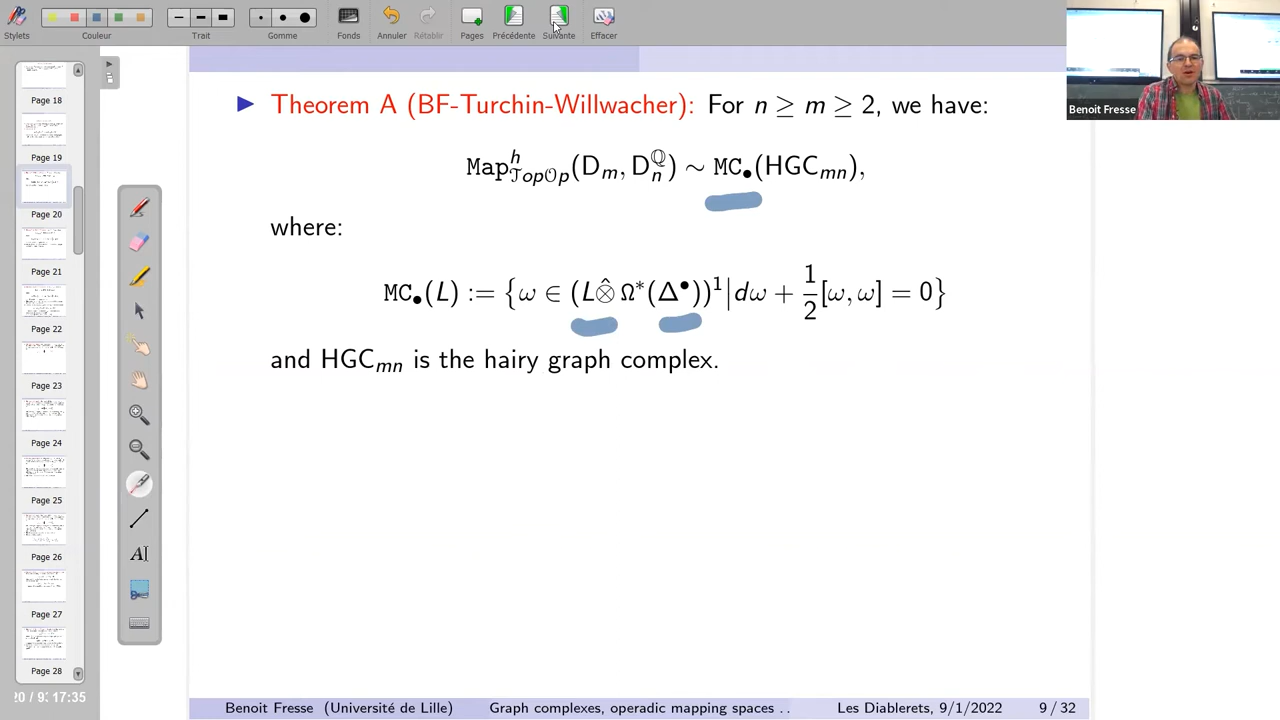 Stylets Couleur Trait Gomme Fonds Annuler Rétablir Pages Précédente Suivante Effacer
Benoit Fresse
Page 18
Page 19
Page 20
Page 21
Page 22
Page 23
Page 24
Page 25
Page 26
Page 27
Page 28
17:35
▶ Theorem A (BF-Turchin-Willwacher): For n ≥ m ≥ 2, we have:
Map^h_{TopOp}(D_m, D_n^ℚ) ∼ MC_•(HGC_{mn}),
where:
MC_•(L) := {ω ∈ (L ⊗̂ Ω*(Δ^•))^1 | dω + 1/2 [ω, ω] = 0}
and HGC_{mn} is the hairy graph complex.
AI
Benoit Fresse (Université de Lille) Graph complexes, operadic mapping spaces .. Les Diablerets, 9/1/2022 9 / 32